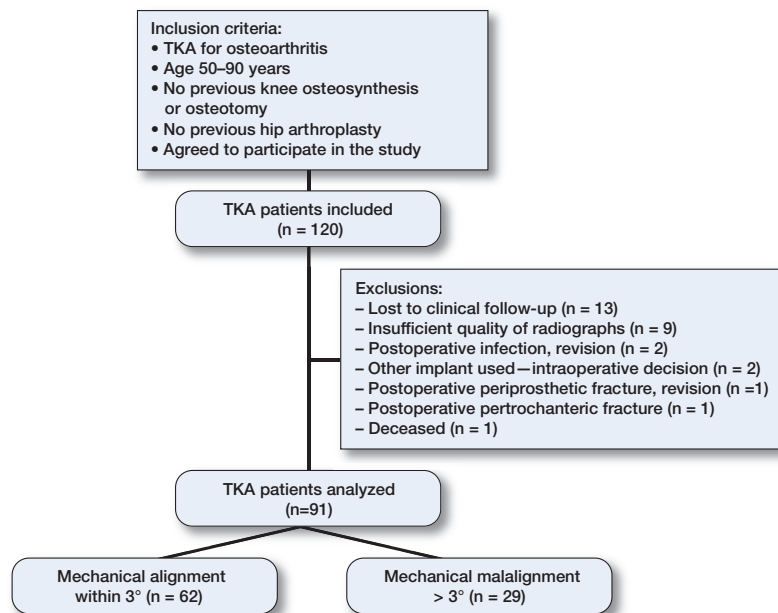 Inclusion criteria:
• TKA for osteoarthritis
• Age 50–90 years
• No previous knee osteosynthesis
or osteotomy
• No previous hip arthroplasty
• Agreed to participate in the study
TKA patients included
(n = 120)
Exclusions:
– Lost to clinical follow-up (n = 13)
– Insufficient quality of radiographs (n = 9)
– Postoperative infection, revision (n = 2)
– Other implant used—intraoperative decision (n = 2)
– Postoperative periprosthetic fracture, revision (n =1)
– Postoperative pertrochanteric fracture (n = 1)
– Deceased (n = 1)
TKA patients analyzed
(n=91)
Mechanical alignment
within 3° (n = 62)
Mechanical malalignment
> 3° (n = 29)